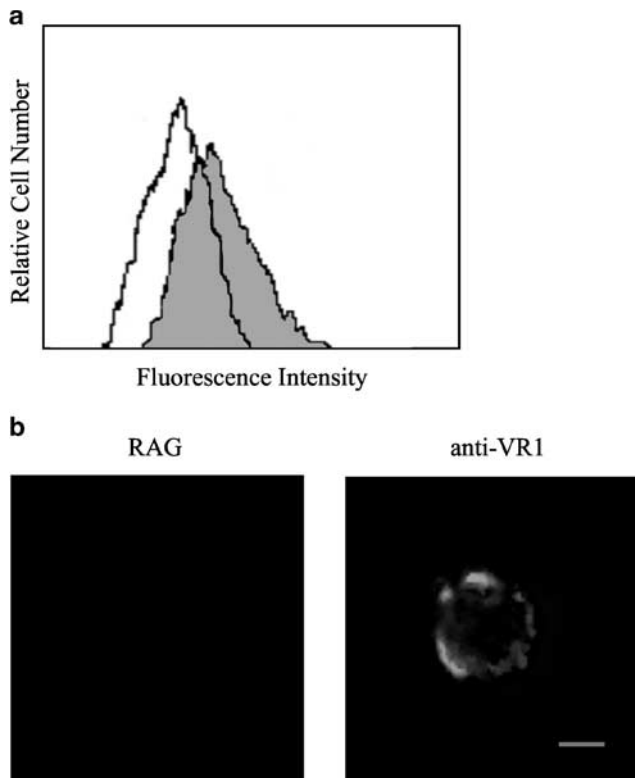 a
Relative Cell Number
Fluorescence Intensity
b
RAG
anti-VR1